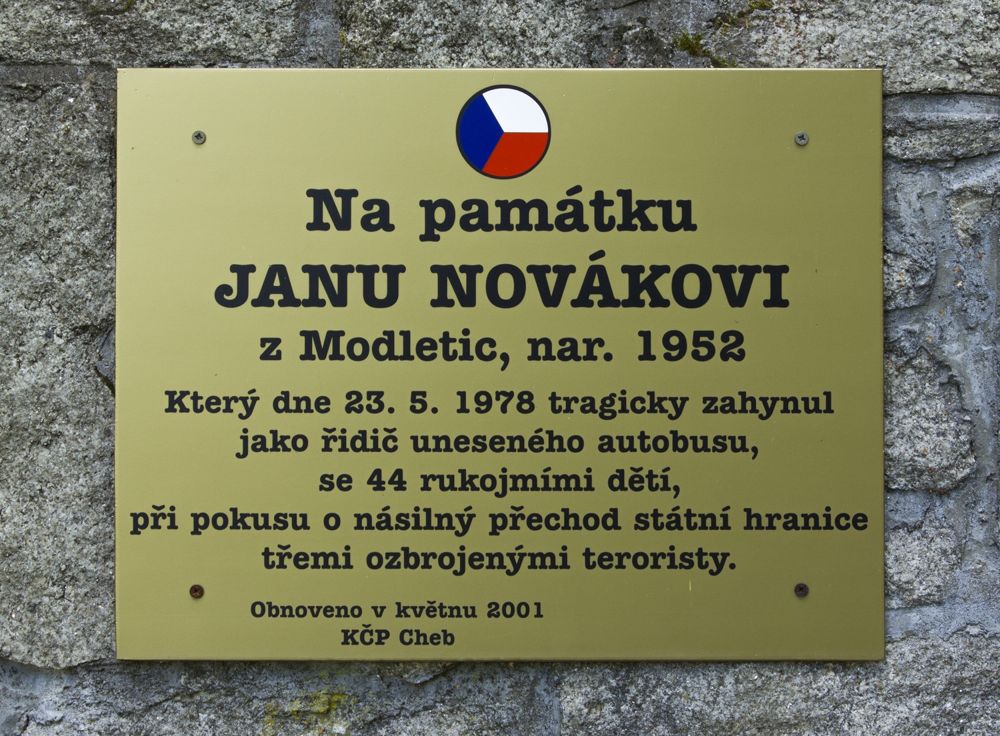 Na památku
JANU NOVÁKOVI
z Modletic, nar. 1952
Který dne 23. 5. 1978 tragicky zahynul
jako řidič uneseného autobusu,
se 44 rukojmími dětí,
při pokusu o násilný přechod státní hranice
třemi ozbrojenými teroristy.
Obnoveno v květnu 2001
KČP Cheb